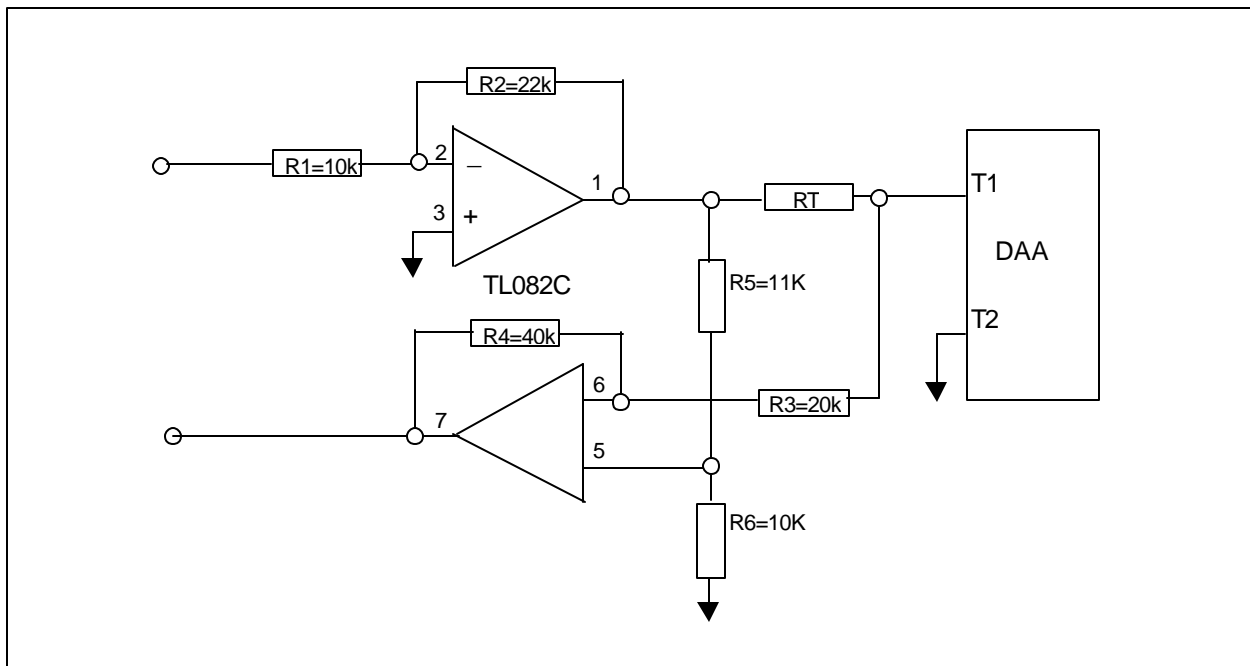 R2=22k
R1=10k
2
−
1
3
+
RT
T1
DAA
TL082C
R5=11K
T2
R4=40k
6
R3=20k
7
5
R6=10K